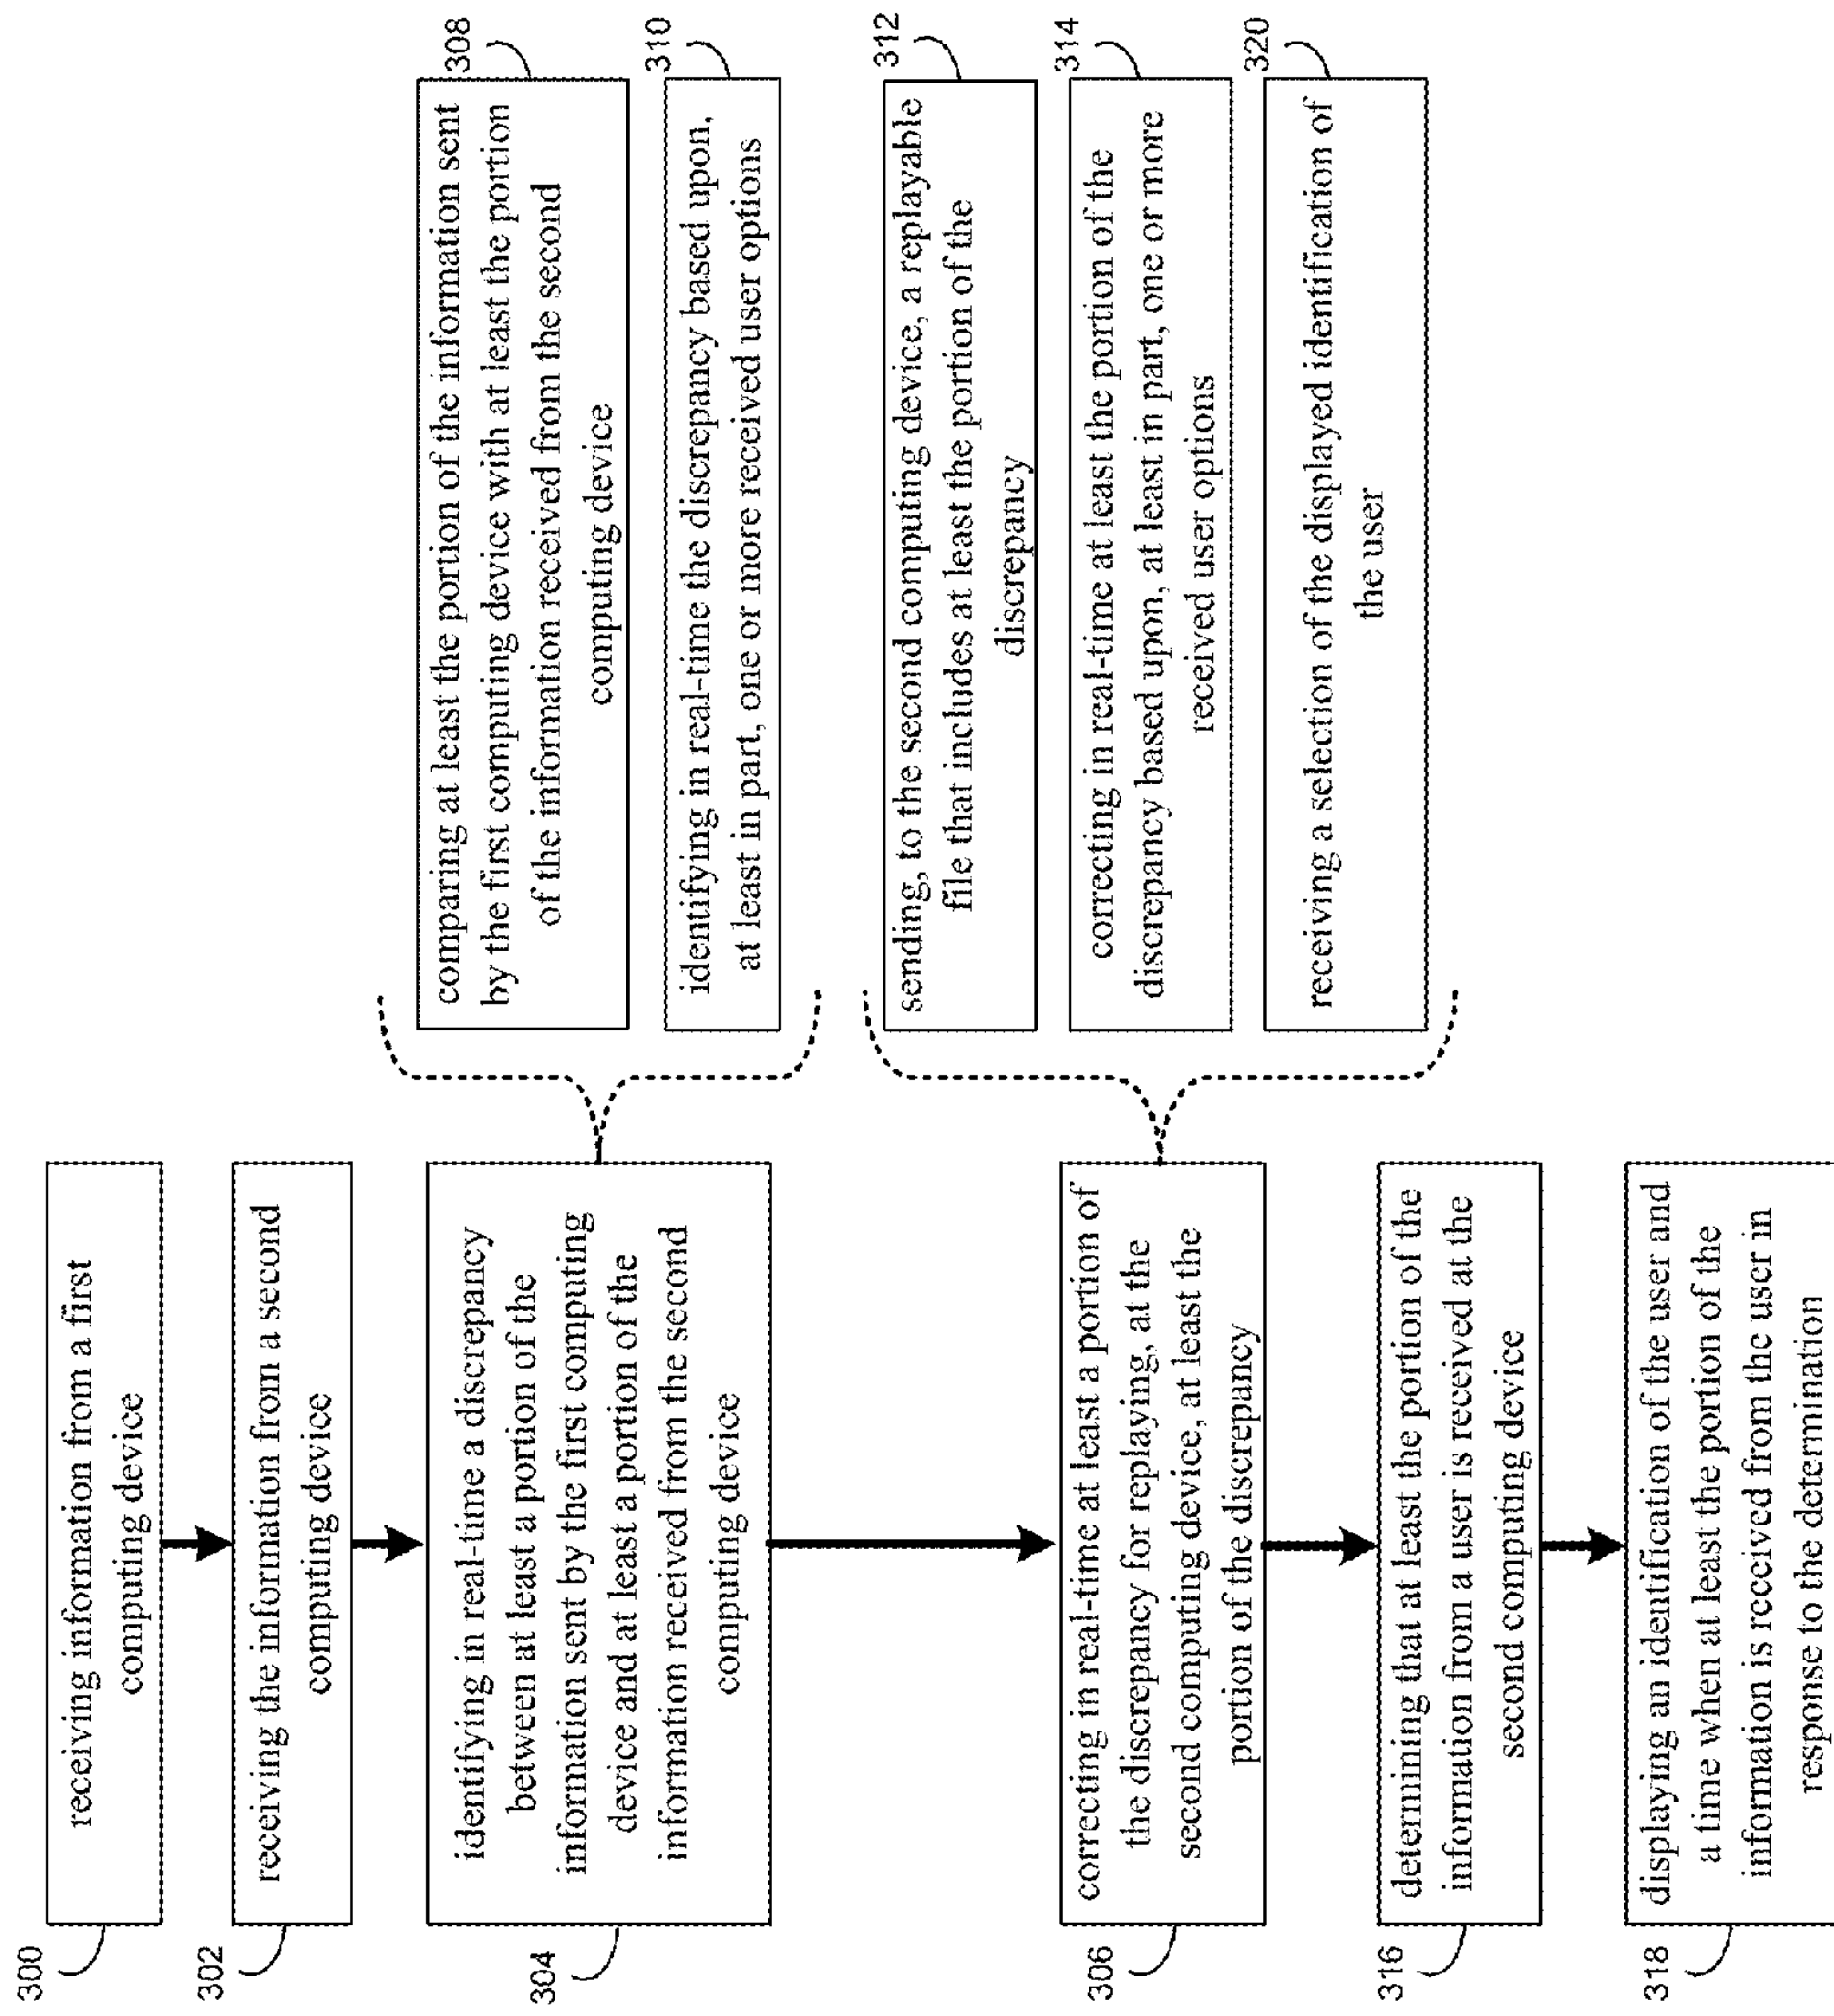 300
receiving information from a first
computing device
302
receiving the information from a second
computing device
304
identifying in real-time a discrepancy
between at least a portion of the
information sent by the first computing
device and at least a portion of the
information received from the second
computing device
308
comparing at least the portion of the information sent
by the first computing device with at least the portion
of the information received from the second
computing device
310
identifying in real-time the discrepancy based upon,
at least in part, one or more received user options
306
correcting in real-time at least a portion of
the discrepancy for replaying, at the
second computing device, at least the
portion of the discrepancy
312
sending, to the second computing device, a replayable
file that includes at least the portion of the
discrepancy
314
correcting in real-time at least the portion of the
discrepancy based upon, at least in part, one or more
received user options
320
receiving a selection of the displayed identification of
the user
316
determining that at least the portion of the
information from a user is received at the
second computing device
318
displaying an identification of the user and
a time when at least the portion of the
information is received from the user in
response to the determination